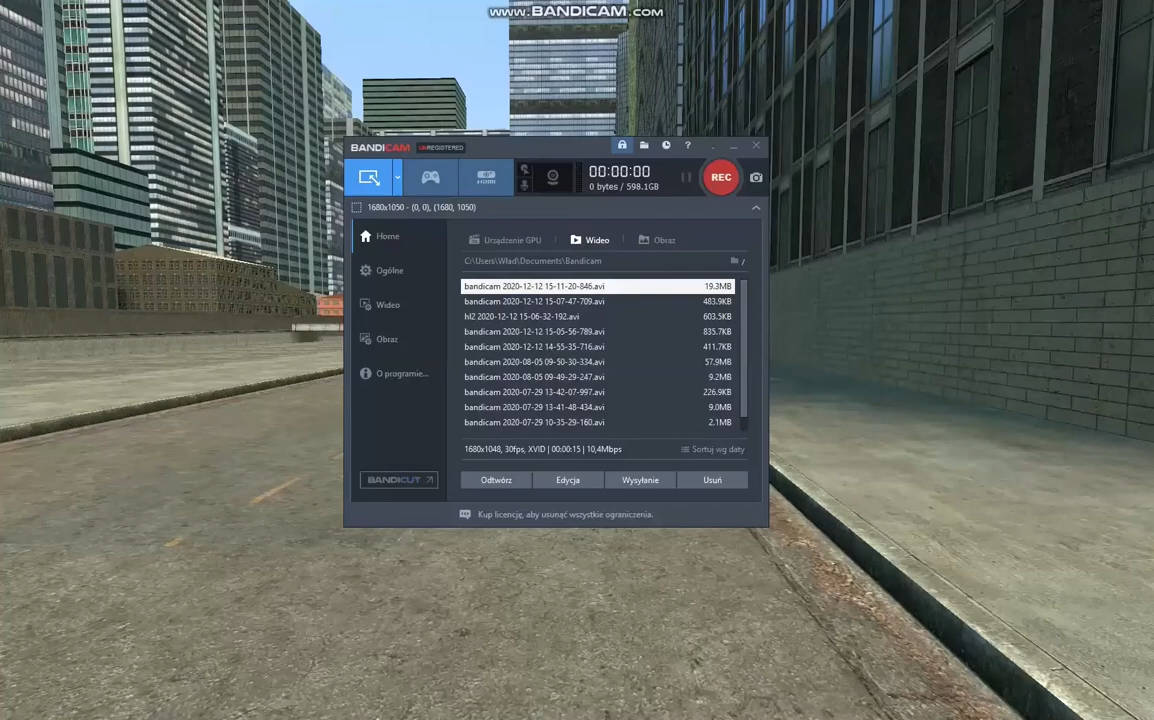 www.BANDICAM.com
BANDICAM UNREGISTERED
HDMI
00:00:00
0 bytes / 598.1GB
REC
1680x1050 - (0, 0), (1680, 1050)
Home
Ogólne
Wideo
Obraz
O programie...
BANDICUT
Urządzenie GPU
Wideo
Obraz
C:\Users\Wlad\Documents\Bandicam
bandicam 2020-12-12 15-11-20-846.avi 19.3MB
bandicam 2020-12-12 15-07-47-709.avi 483.9KB
hl2 2020-12-12 15-06-32-192.avi 603.5KB
bandicam 2020-12-12 15-05-56-789.avi 835.7KB
bandicam 2020-12-12 14-55-35-716.avi 411.7KB
bandicam 2020-08-05 09-50-30-334.avi 57.9MB
bandicam 2020-08-05 09-49-29-247.avi 9.2MB
bandicam 2020-07-29 13-42-07-997.avi 226.9KB
bandicam 2020-07-29 13-41-48-434.avi 9.0MB
bandicam 2020-07-29 10-35-29-160.avi 2.1MB
1680x1048, 30fps, XVID | 00:00:15 | 10,4Mbps
Sortuj wg daty
Odtwórz
Edycja
Wysyłanie
Usuń
Kup licencję, aby usunąć wszystkie ograniczenia.